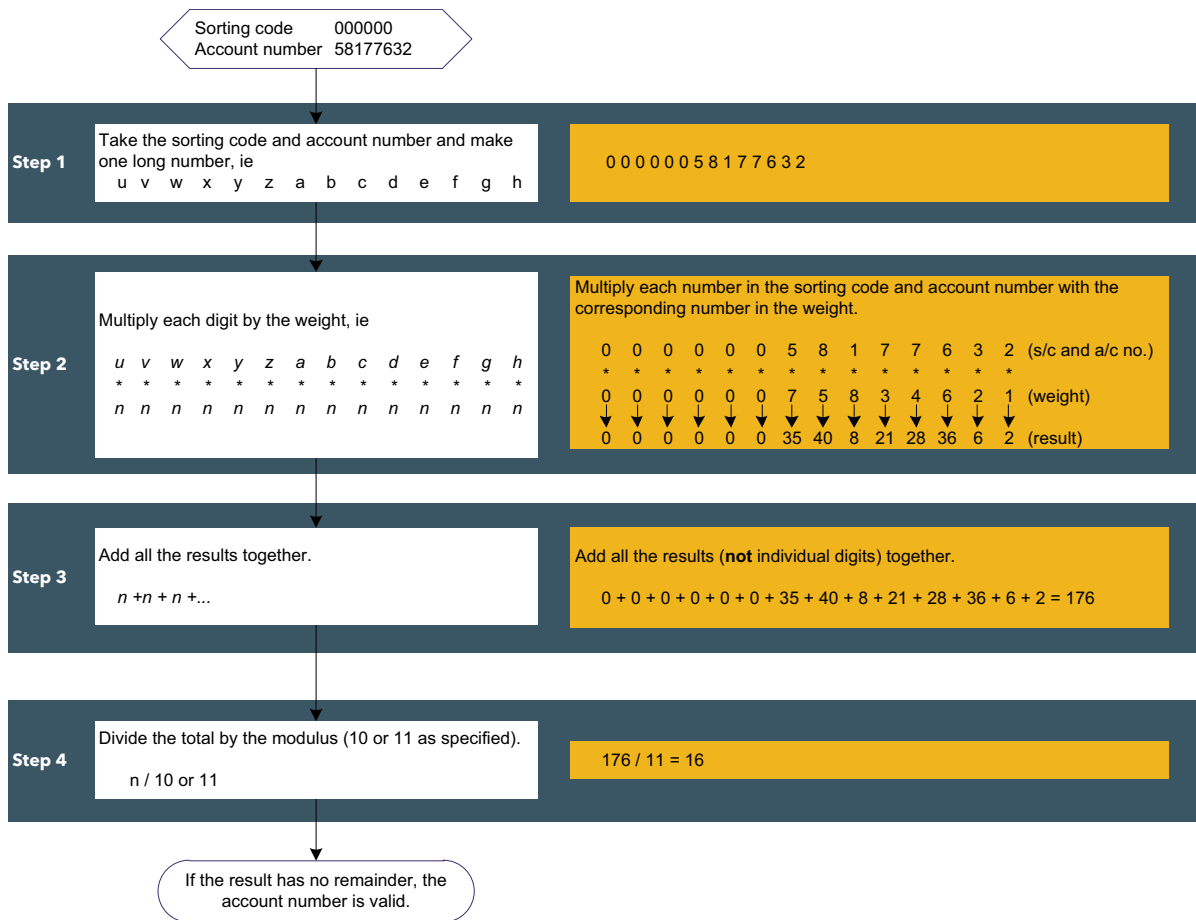 Sorting code 000000
Account number 58177632
Step 1
Take the sorting code and account number and make
one long number, ie
u v w x y z a b c d e f g h
0 0 0 0 0 0 5 8 1 7 7 6 3 2
Step 2
Multiply each digit by the weight, ie
u v w x y z a b c d e f g h
* * * * * * * * * * * * * *
n n n n n n n n n n n n n n
Multiply each number in the sorting code and account number with the
corresponding number in the weight.
0 0 0 0 0 0 5 8 1 7 7 6 3 2 (s/c and a/c no.)
* * * * * * * * * * * * * *
0 0 0 0 0 0 7 5 8 3 4 6 2 1 (weight)
0 0 0 0 0 0 35 40 8 21 28 36 6 2 (result)
Step 3
Add all the results together.
n +n + n +...
Add all the results (not individual digits) together.
0 + 0 + 0 + 0 + 0 + 0 + 35 + 40 + 8 + 21 + 28 + 36 + 6 + 2 = 176
Step 4
Divide the total by the modulus (10 or 11 as specified).
n / 10 or 11
176 / 11 = 16
If the result has no remainder, the
account number is valid.